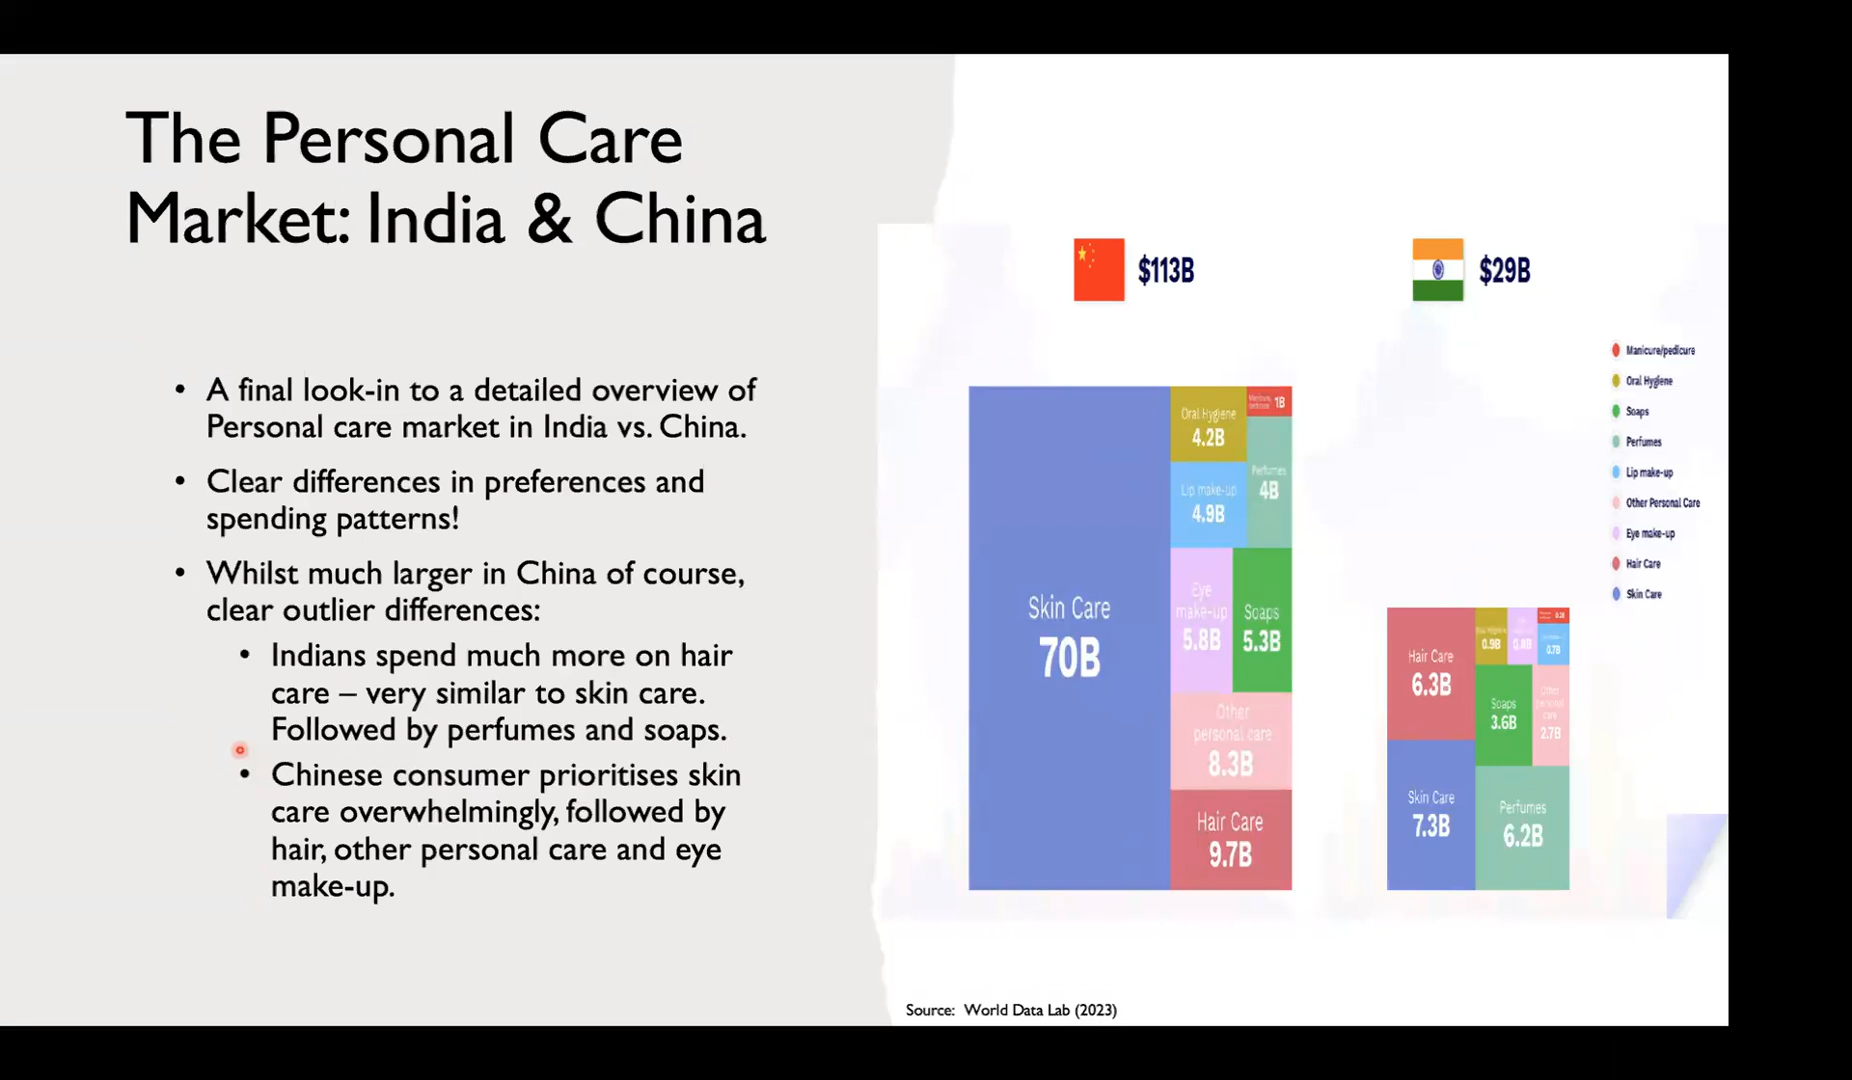 The Personal Care
Market: India & China
• A final look-in to a detailed overview of
Personal care market in India vs. China.
• Clear differences in preferences and
spending patterns!
• Whilst much larger in China of course,
clear outlier differences:
• Indians spend much more on hair
care – very similar to skin care.
Followed by perfumes and soaps.
• Chinese consumer prioritises skin
care overwhelmingly, followed by
hair, other personal care and eye
make-up.
$113B
$29B
Manicure/pedicure
Oral Hygiene
Soaps
Perfumes
Lip make-up
Other Personal Care
Eye make-up
Hair Care
Skin Care
Skin Care
70B
Oral Hygiene
4.2B
1B
Lip make-up
4.9B
Perfumes
4B
Eye
make-up
5.8B
Soaps
5.3B
Other
personal care
8.3B
Hair Care
9.7B
Hair Care
6.3B
0.9B
0.8B
0.7B
Soaps
3.6B
Other
personal
care
2.7B
Skin Care
7.3B
Perfumes
6.2B
Source: World Data Lab (2023)